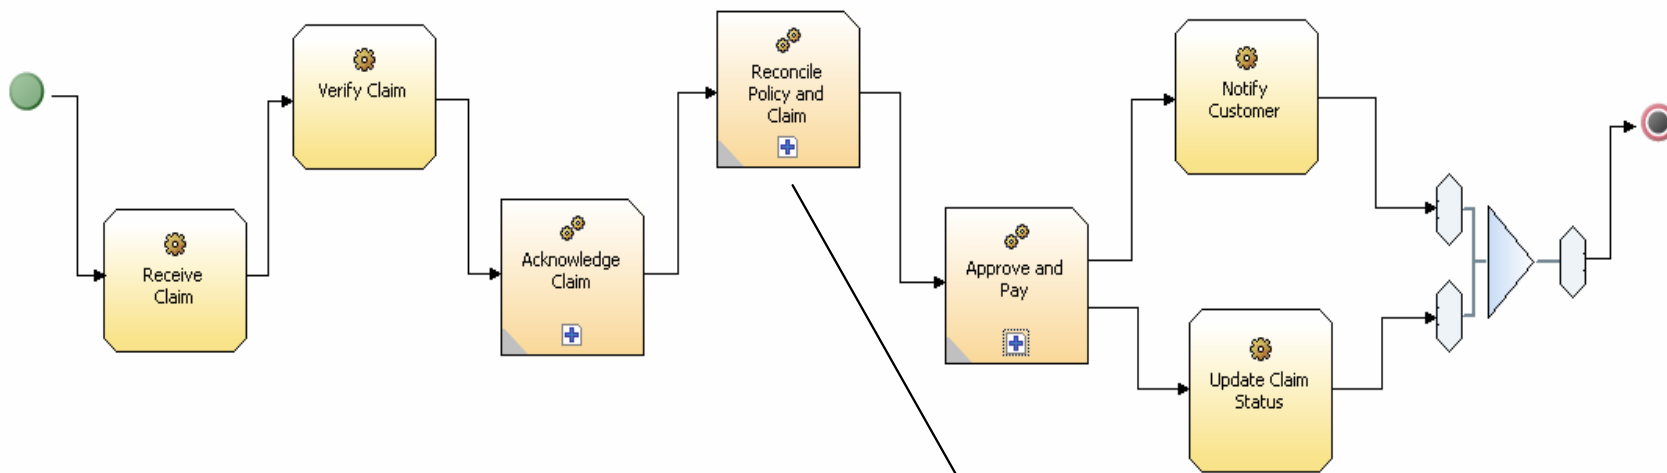 Receive
Claim
Verify Claim
Acknowledge
Claim
Reconcile
Policy and
Claim
Approve and
Pay
Notify
Customer
Update Claim
Status